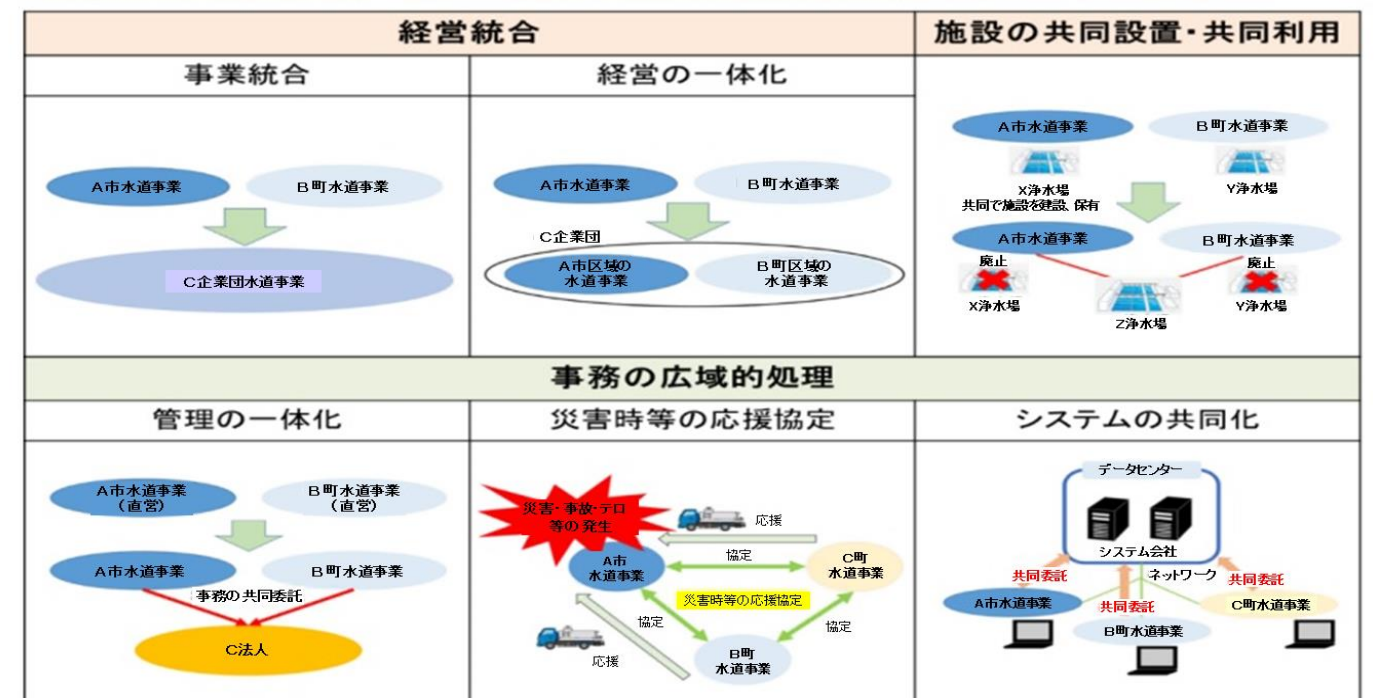 経営統合
施設の共同設置・共同利用
事業統合
経営の一体化
A市水道事業
B町水道事業
C企業団水道事業
A市水道事業
B町水道事業
C企業団
A市区域の
水道事業
B町区域の
水道事業
A市水道事業
B町水道事業
X浄水場
Y浄水場
共同で施設を建設、保有
A市水道事業
B町水道事業
廃止
廃止
X浄水場
Z浄水場
Y浄水場
事務の広域的処理
管理の一体化
災害時等の応援協定
システムの共同化
A市水道事業
(直営)
B町水道事業
(直営)
A市水道事業
B町水道事業
事務の共同委託
C法人
災害・事故・テロ
等の発生
応援
A市
水道事業
協定
C町
水道事業
災害時等の応援協定
協定
協定
応援
B町
水道事業
データセンター
システム会社
共同委託
ネットワーク
共同委託
A市水道事業
共同委託
C町水道事業
B町水道事業